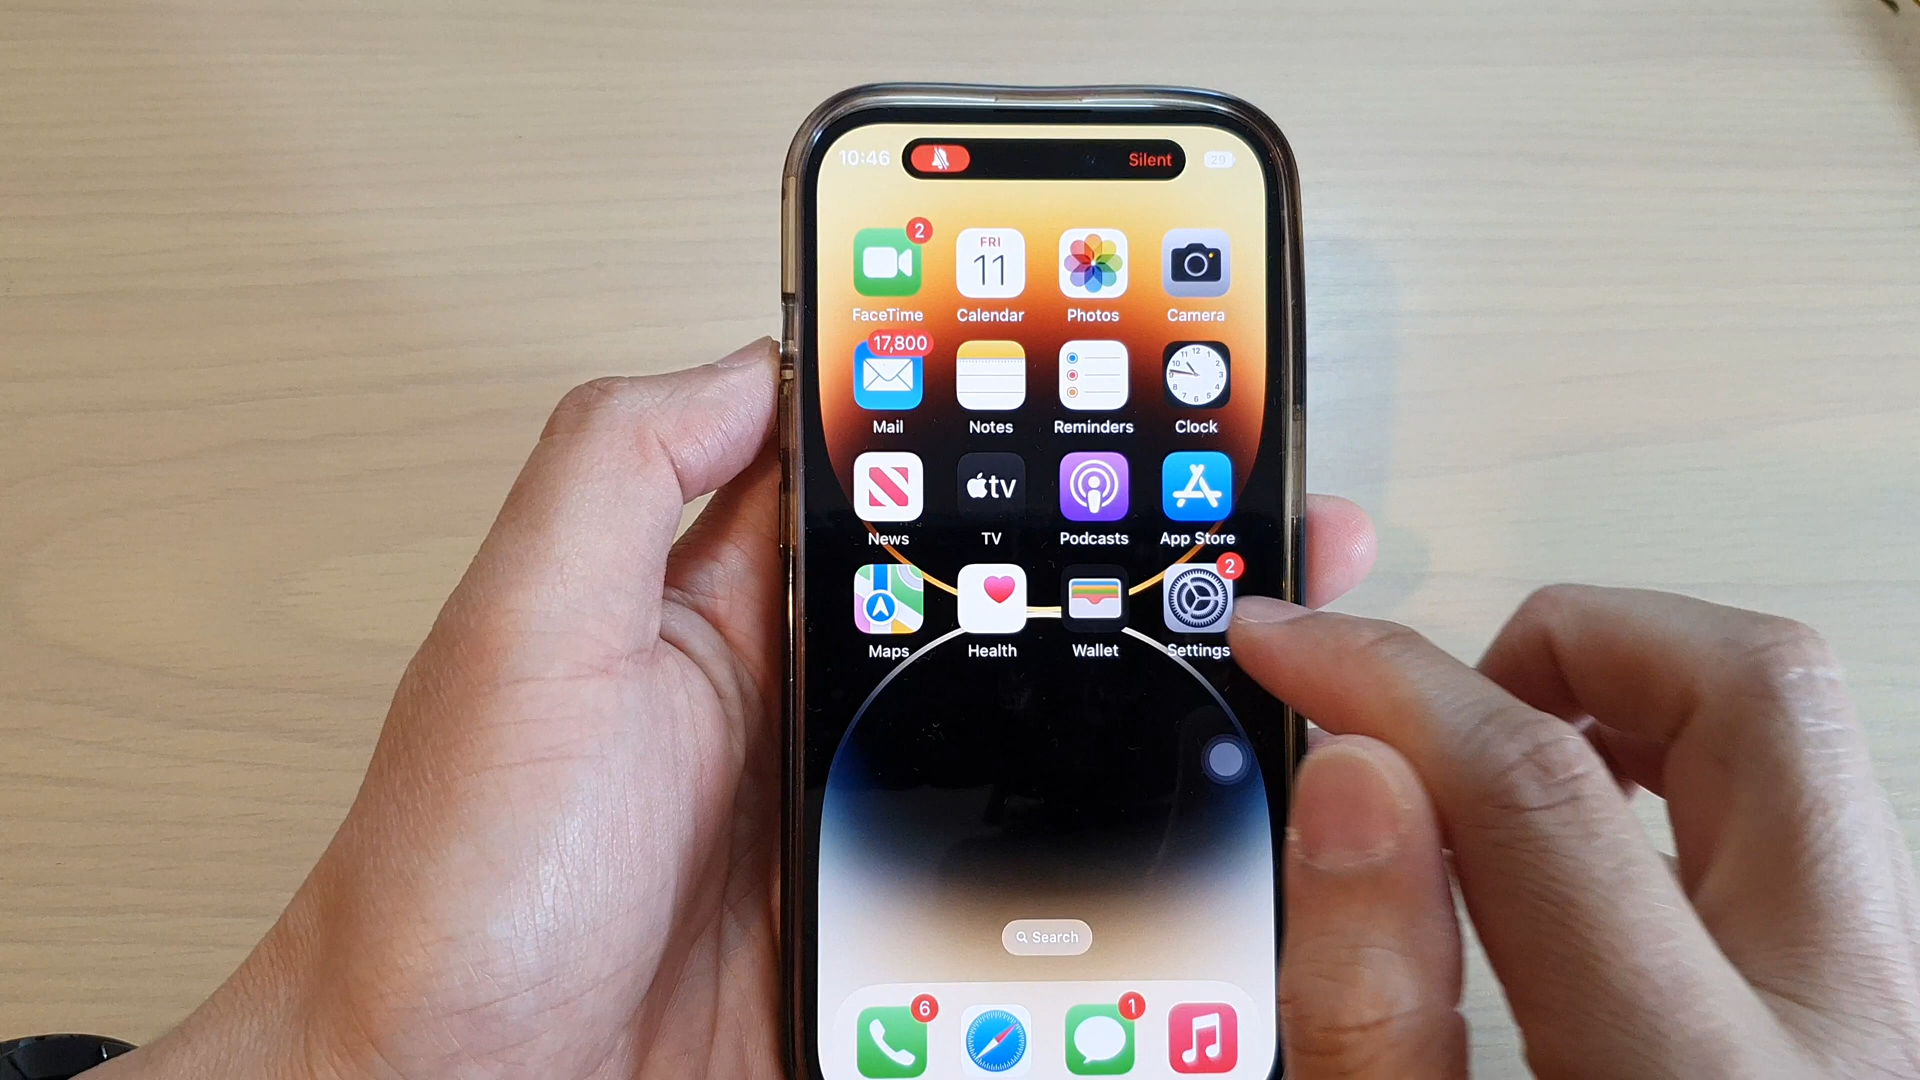 10:46 Silent 29
2
FRI
11
FaceTime Calendar Photos Camera
17,800
Mail Notes Reminders Clock
tv
News TV Podcasts App Store
2
Maps Health Wallet Settings
Search
6 1